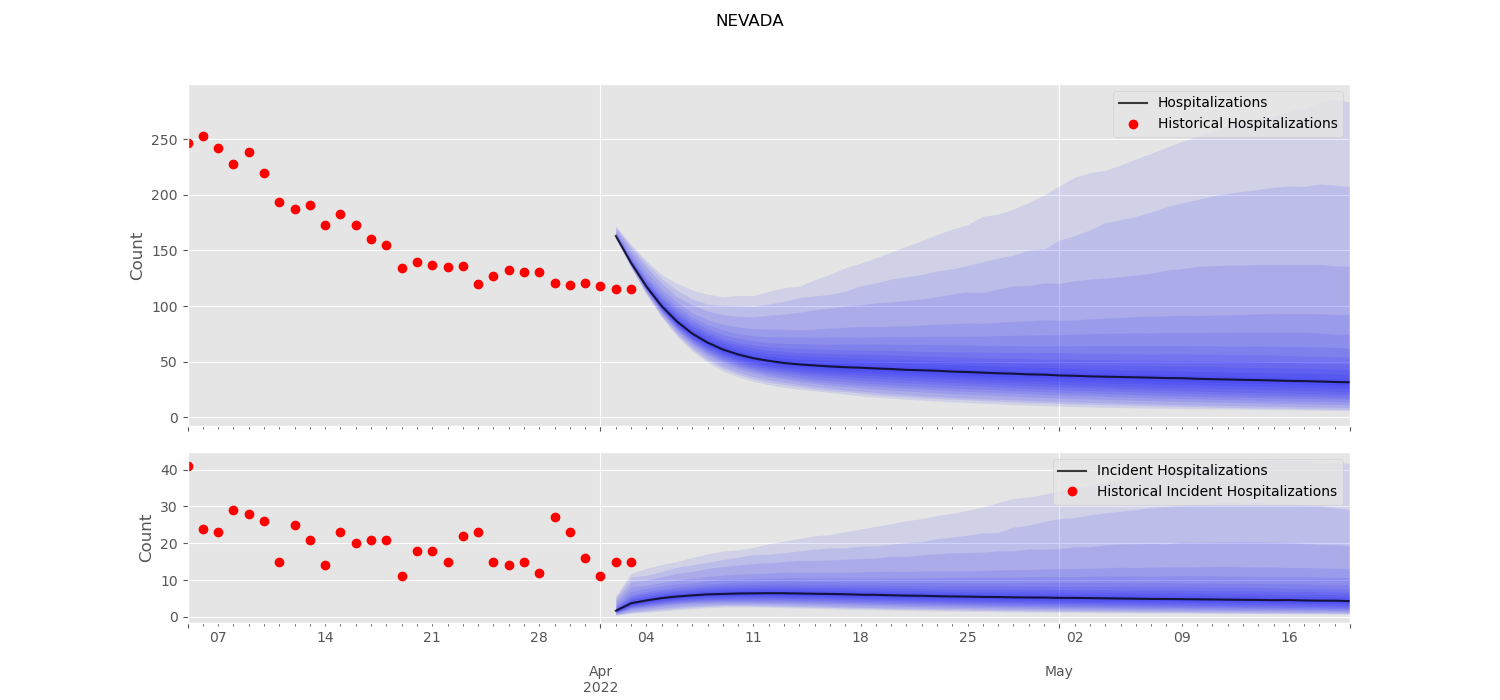 NEVADA
Hospitalizations
Historical Hospitalizations
250
200
150
100
50
0
Count
Incident Hospitalizations
Historical Incident Hospitalizations
40
30
20
10
0
Count
07 14 21 28 04 11 18 25 02 09 16
Apr May
2022